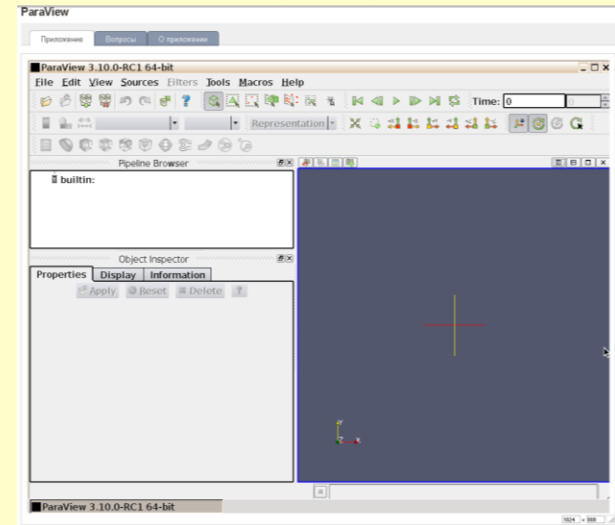 ParaView
Приложение Вопросы О приложении
ParaView 3.10.0-RC1 64-bit
File Edit View Sources Filters Tools Macros Help
Time: 0
Representation
Pipeline Browser
builtin:
Object Inspector
Properties Display Information
Apply Reset Delete ?
ParaView 3.10.0-RC1 64-bit